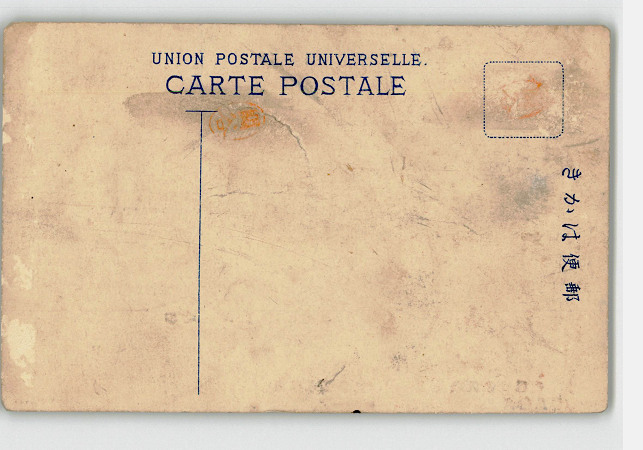 UNION POSTALE UNIVERSELLE.
CARTE POSTALE
きかは便郵